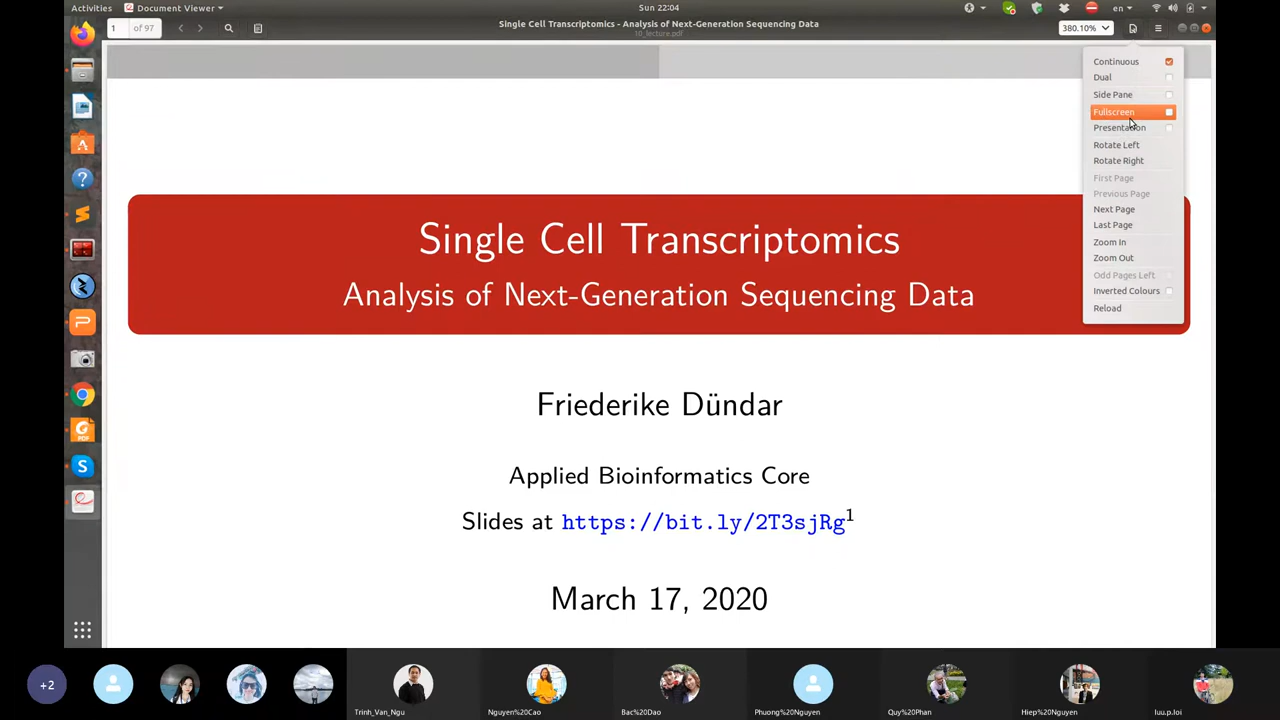 Activities
Document Viewer
Sun 22:04
en
1
of 97
Single Cell Transcriptomics - Analysis of Next-Generation Sequencing Data
10_lecture.pdf
380.10%
Continuous
Dual
Side Pane
Fullscreen
Presentation
Rotate Left
Rotate Right
First Page
Previous Page
Next Page
Last Page
Zoom In
Zoom Out
Odd Pages Left
Inverted Colours
Reload
Single Cell Transcriptomics
Analysis of Next-Generation Sequencing Data
Friederike Dündar
Applied Bioinformatics Core
Slides at https://bit.ly/2T3sjRg1
March 17, 2020
+2
Trinh_Van_Ngu
Nguyen%20Cao
Bac%20Dao
Phuong%20Nguyen
Quy%20Phan
Hiep%20Nguyen
luu.p.loi